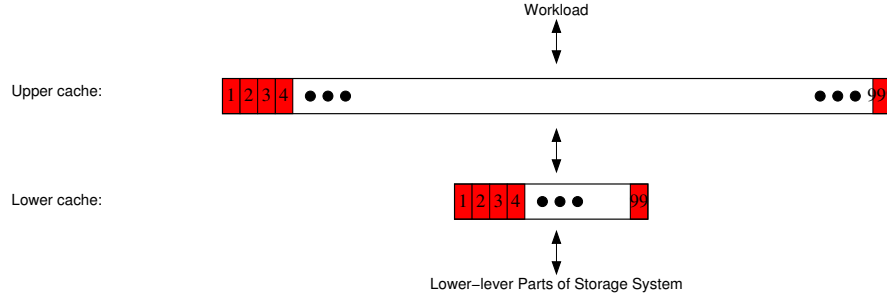 Workload
Upper cache:
1 2 3 4 99
Lower cache:
1 2 3 4 99
Lower−lever Parts of Storage System